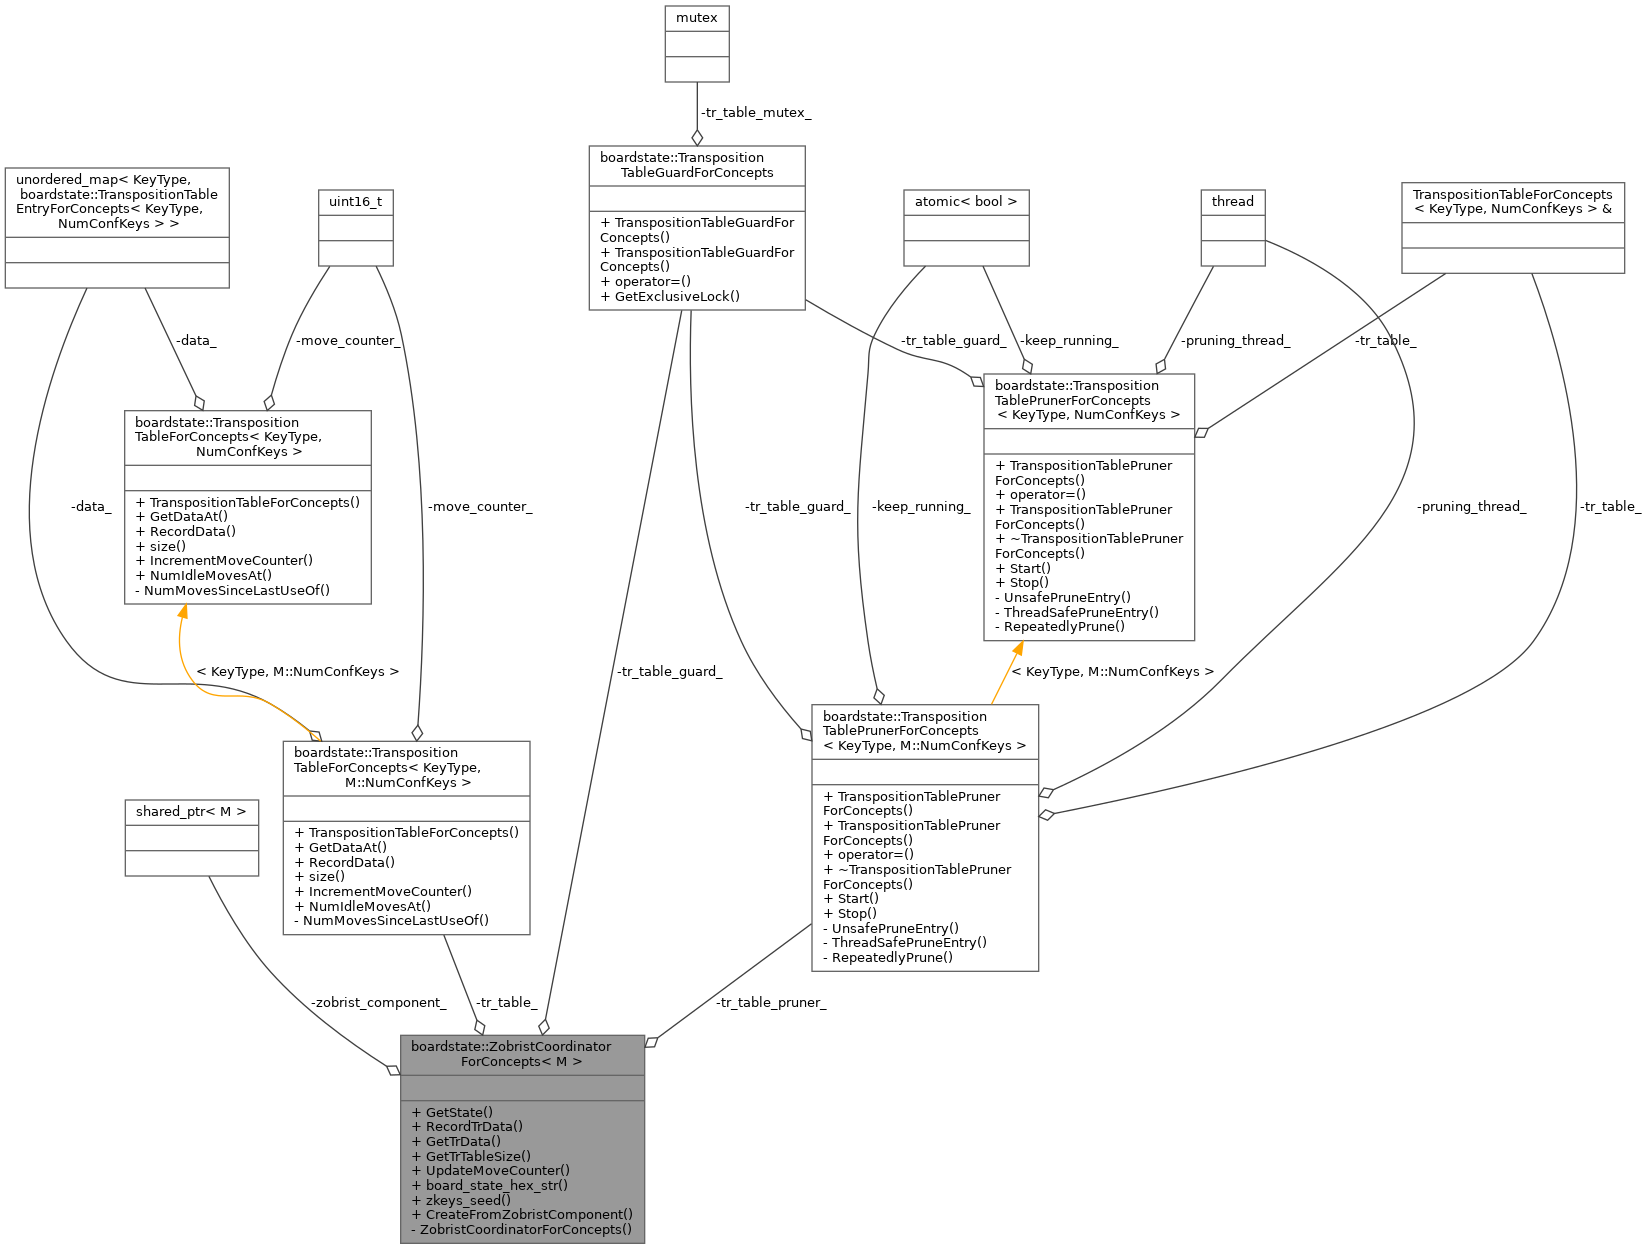 mutex
-tr_table_mutex_
boardstate::Transposition
TableGuardForConcepts
+ TranspositionTableGuardFor
Concepts()
+ TranspositionTableGuardFor
Concepts()
+ operator=()
+ GetExclusiveLock()
unordered_map< KeyType,
boardstate::TranspositionTable
EntryForConcepts< KeyType,
NumConfKeys > >
uint16_t
atomic< bool >
thread
TranspositionTableForConcepts
< KeyType, NumConfKeys > &
-data_
-move_counter_
-tr_table_guard_
-keep_running_
-pruning_thread_
-tr_table_
boardstate::Transposition
TableForConcepts< KeyType,
NumConfKeys >
+ TranspositionTableForConcepts()
+ GetDataAt()
+ RecordData()
+ size()
+ IncrementMoveCounter()
+ NumIdleMovesAt()
- NumMovesSinceLastUseOf()
boardstate::Transposition
TablePrunerForConcepts
< KeyType, NumConfKeys >
+ TranspositionTablePruner
ForConcepts()
+ operator=()
+ TranspositionTablePruner
ForConcepts()
+ ~TranspositionTablePruner
ForConcepts()
+ Start()
+ Stop()
- UnsafePruneEntry()
- ThreadSafePruneEntry()
- RepeatedlyPrune()
-data_
-move_counter_
-tr_table_guard_
-keep_running_
-pruning_thread_
-tr_table_
< KeyType, M::NumConfKeys >
-tr_table_guard_
< KeyType, M::NumConfKeys >
shared_ptr< M >
boardstate::Transposition
TableForConcepts< KeyType,
M::NumConfKeys >
+ TranspositionTableForConcepts()
+ GetDataAt()
+ RecordData()
+ size()
+ IncrementMoveCounter()
+ NumIdleMovesAt()
- NumMovesSinceLastUseOf()
boardstate::Transposition
TablePrunerForConcepts
< KeyType, M::NumConfKeys >
+ TranspositionTablePruner
ForConcepts()
+ TranspositionTablePruner
ForConcepts()
+ operator=()
+ ~TranspositionTablePruner
ForConcepts()
+ Start()
+ Stop()
- UnsafePruneEntry()
- ThreadSafePruneEntry()
- RepeatedlyPrune()
-zobrist_component_
-tr_table_
-tr_table_pruner_
boardstate::ZobristCoordinator
ForConcepts< M >
+ GetState()
+ RecordTrData()
+ GetTrData()
+ GetTrTableSize()
+ UpdateMoveCounter()
+ board_state_hex_str()
+ zkeys_seed()
+ CreateFromZobristComponent()
- ZobristCoordinatorForConcepts()